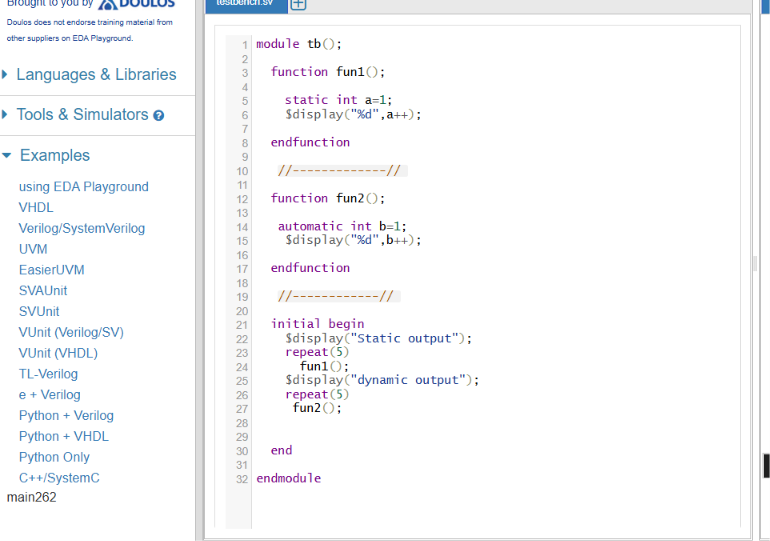 Brought to you by DOULOS
Doulos does not endorse training material from
other suppliers on EDA Playground.
Languages & Libraries
Tools & Simulators ?
Examples
using EDA Playground
VHDL
Verilog/SystemVerilog
UVM
EasierUVM
SVAUnit
SVUnit
VUnit (Verilog/SV)
VUnit (VHDL)
TL-Verilog
e + Verilog
Python + Verilog
Python + VHDL
Python Only
C++/SystemC
main262
testbench.sv +
1 module tb();
2
3 function fun1();
4
5 static int a=1;
6 $display("%d",a++);
7
8 endfunction
9
10 //-------------//
11
12 function fun2();
13
14 automatic int b=1;
15 $display("%d",b++);
16
17 endfunction
18
19 //------------//
20
21 initial begin
22 $display("Static output");
23 repeat(5)
24 fun1();
25 $display("dynamic output");
26 repeat(5)
27 fun2();
28
29
30 end
31
32 endmodule